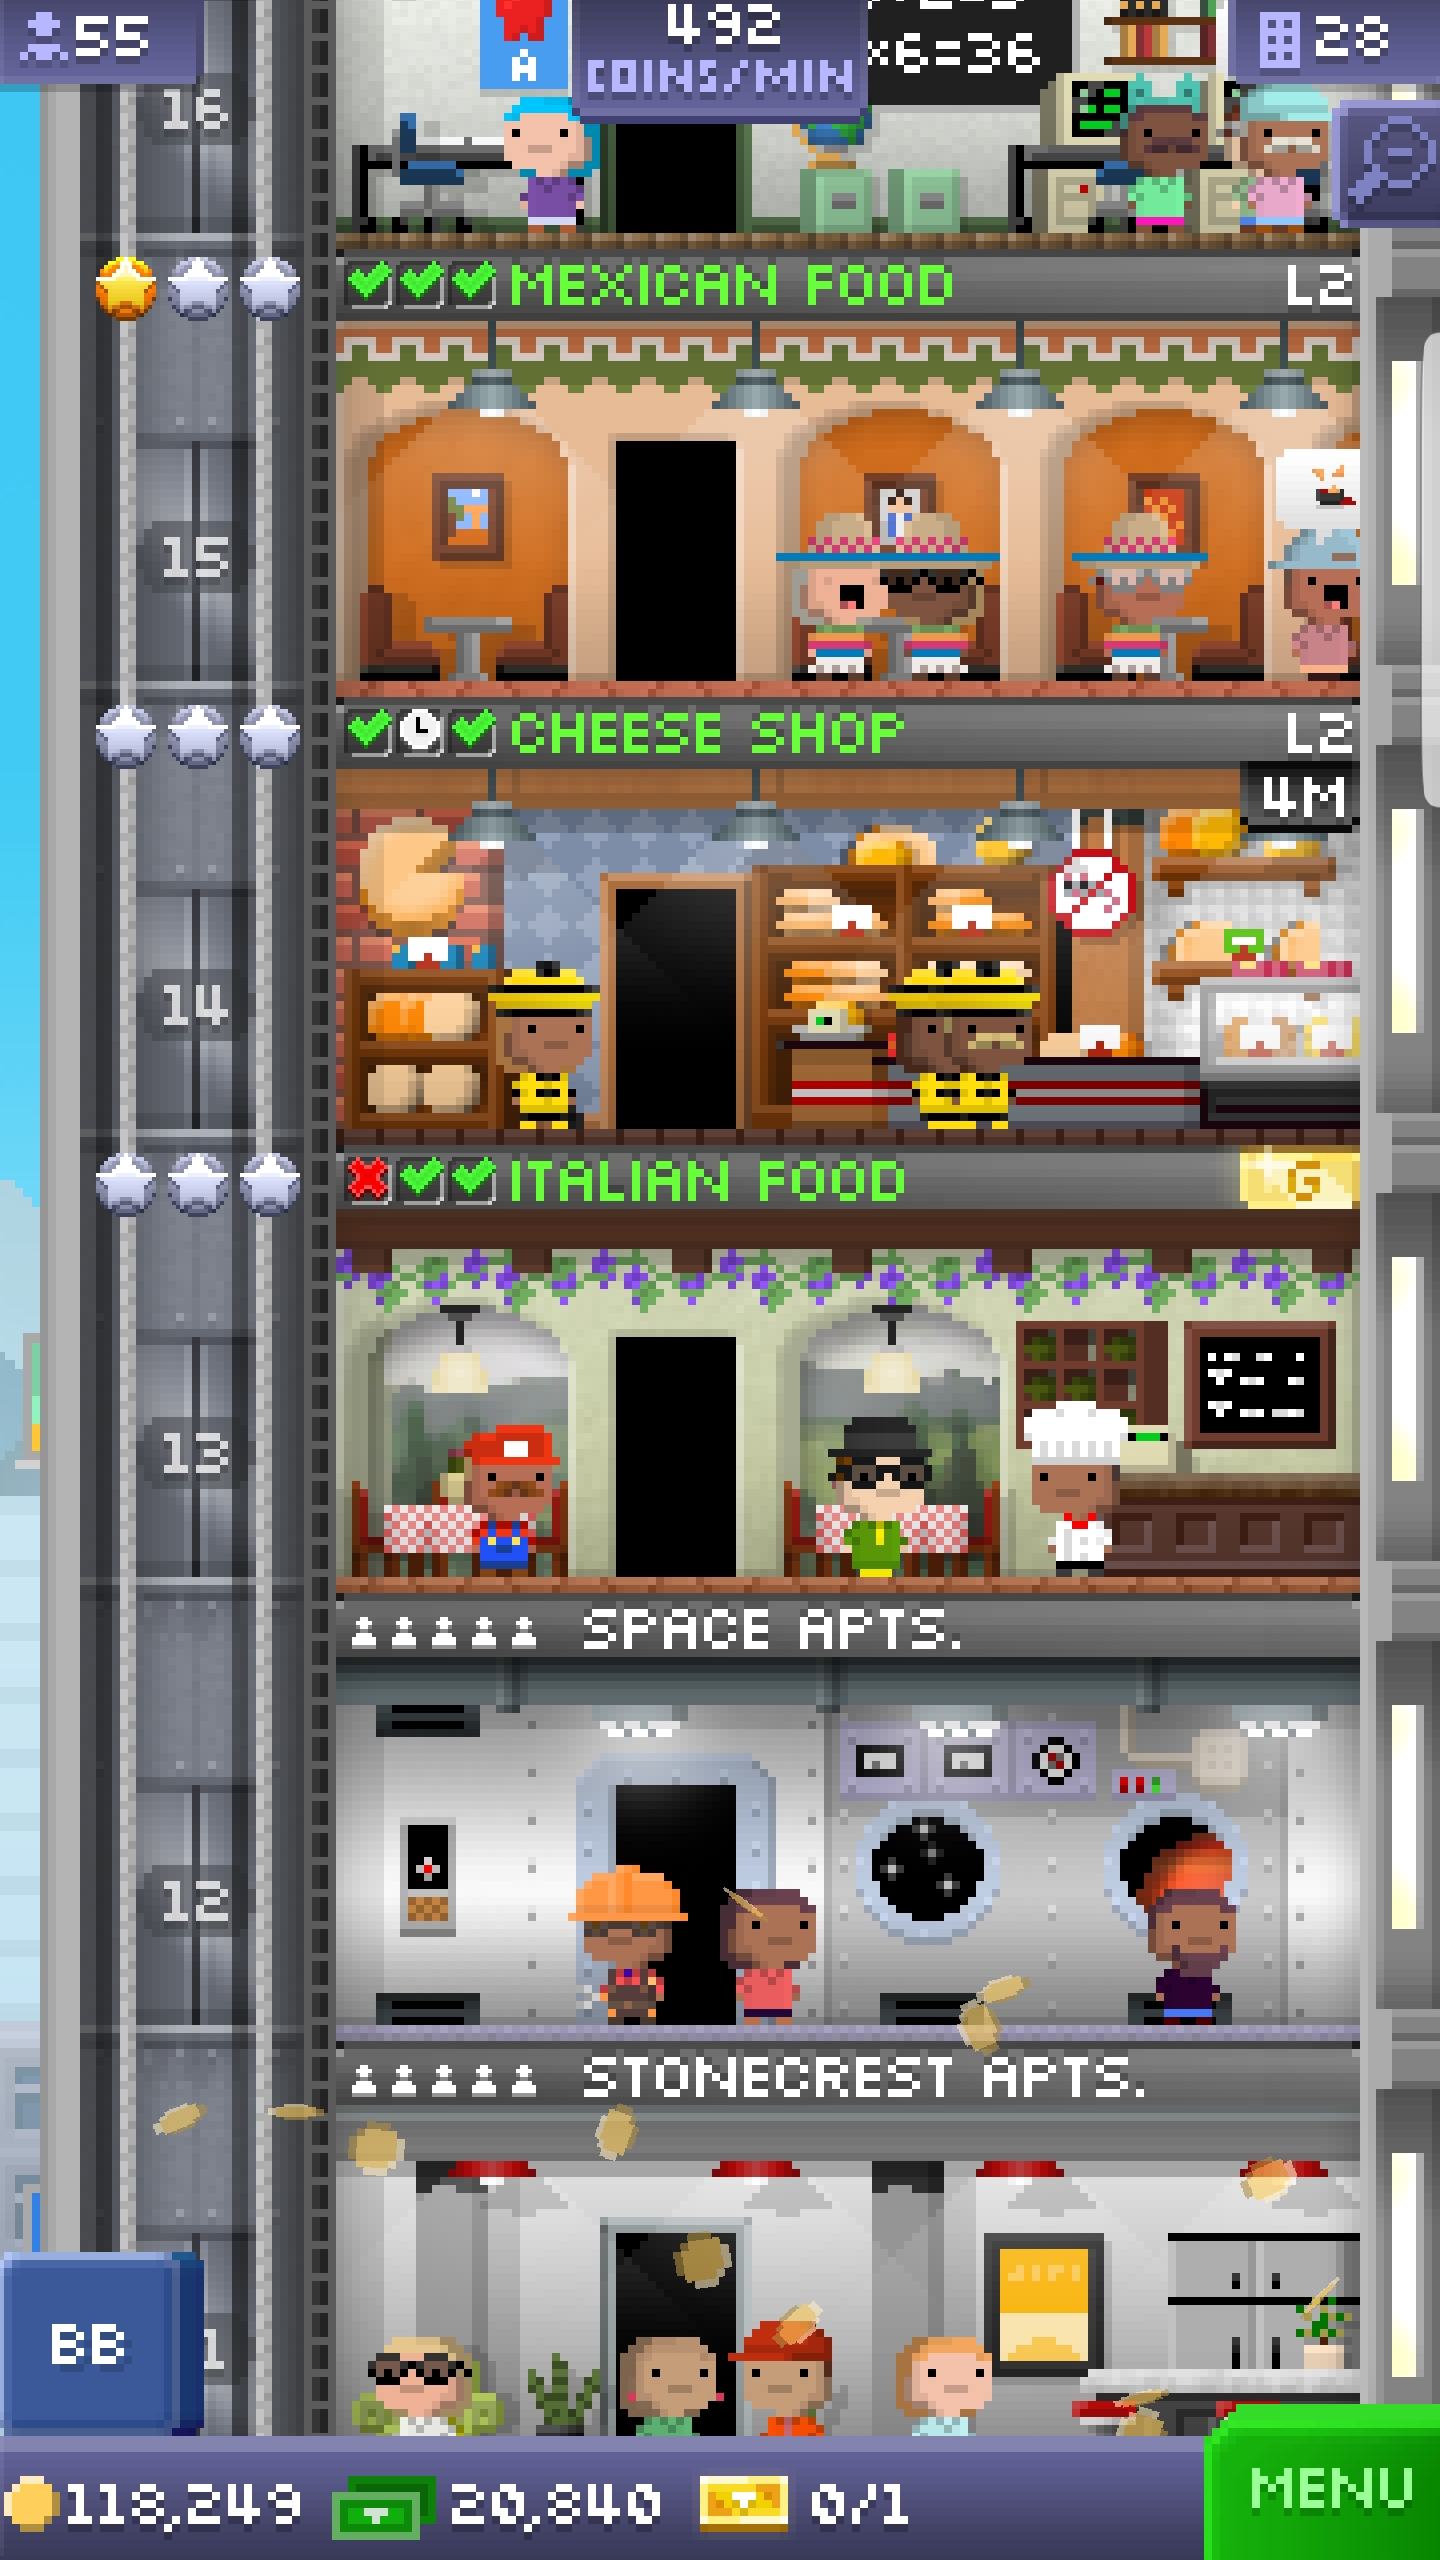 55
492
COINS/MIN
28
A
x6=36
16
MEXICAN FOOD
L2
15
CHEESE SHOP
L2
4M
14
ITALIAN FOOD
G
13
SPACE APTS.
12
STONECREST APTS.
BB
1
118,249
20,840
0/1
MENU